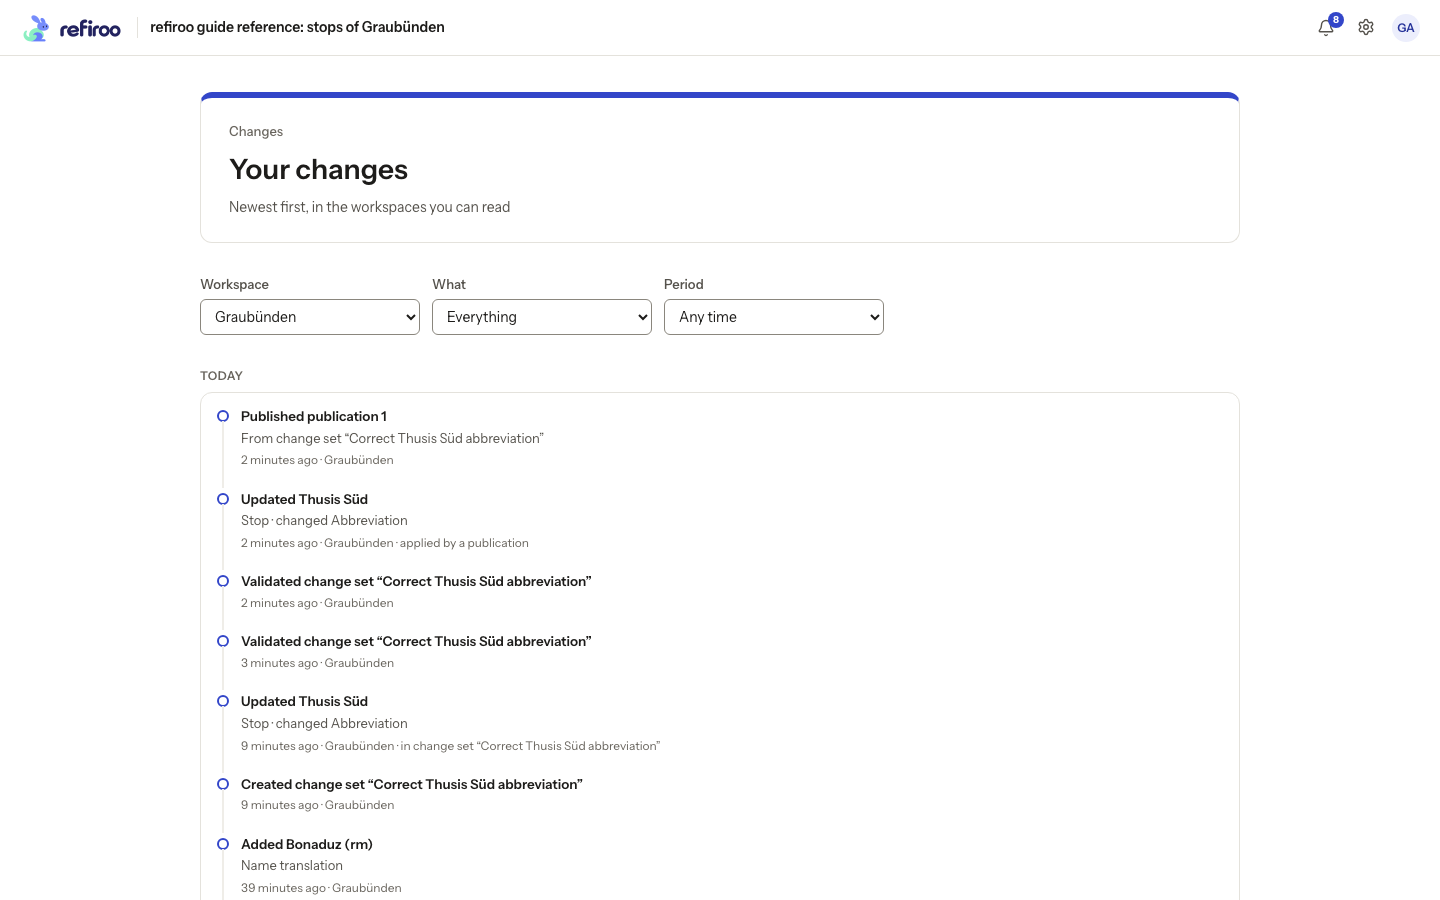 refiroo
refiroo guide reference: stops of Graubünden
8
GA
Changes
Your changes
Newest first, in the workspaces you can read
Workspace
What
Period
Graubünden
Everything
Any time
TODAY
Published publication 1
From change set “Correct Thusis Süd abbreviation”
2 minutes ago · Graubünden
Updated Thusis Süd
Stop · changed Abbreviation
2 minutes ago · Graubünden · applied by a publication
Validated change set “Correct Thusis Süd abbreviation”
2 minutes ago · Graubünden
Validated change set “Correct Thusis Süd abbreviation”
3 minutes ago · Graubünden
Updated Thusis Süd
Stop · changed Abbreviation
9 minutes ago · Graubünden · in change set “Correct Thusis Süd abbreviation”
Created change set “Correct Thusis Süd abbreviation”
9 minutes ago · Graubünden
Added Bonaduz (rm)
Name translation
39 minutes ago · Graubünden